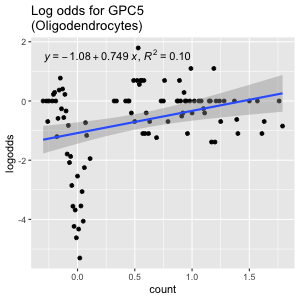 Log odds for GPC5
(Oligodendrocytes)
y = −1.08 + 0.749 x, R² = 0.10
2
0
-2
-4
logodds
0.0 0.5 1.0 1.5
count